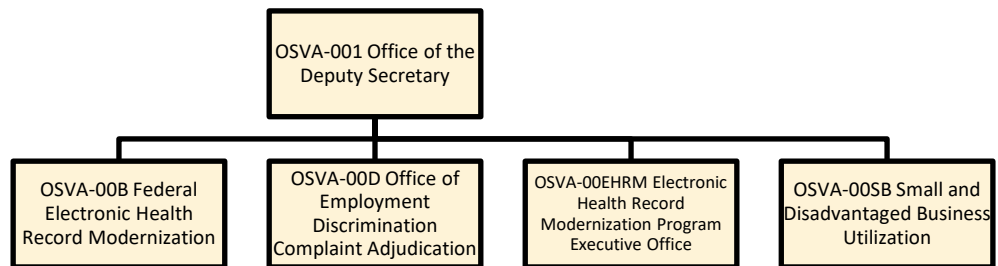 OSVA-001 Office of the
Deputy Secretary
OSVA-00B Federal
Electronic Health
Record Modernization
OSVA-00D Office of
Employment
Discrimination
Complaint Adjudication
OSVA-00EHRM Electronic
Health Record
Modernization Program
Executive Office
OSVA-00SB Small and
Disadvantaged Business
Utilization